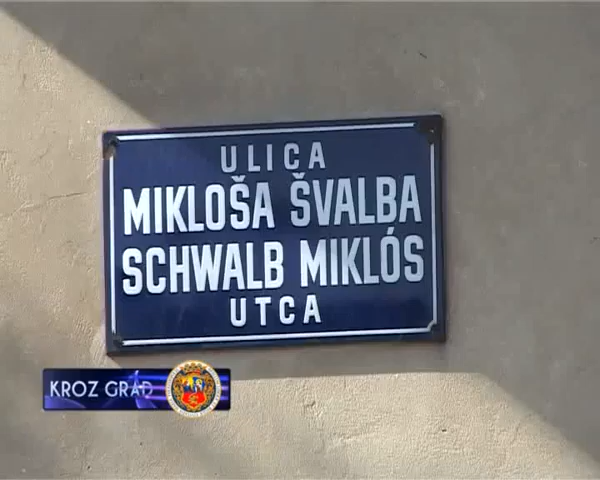 ULICA
MIKLOŠA ŠVALBA
SCHWALB MIKLÓS
UTCA
KROZ GRAD